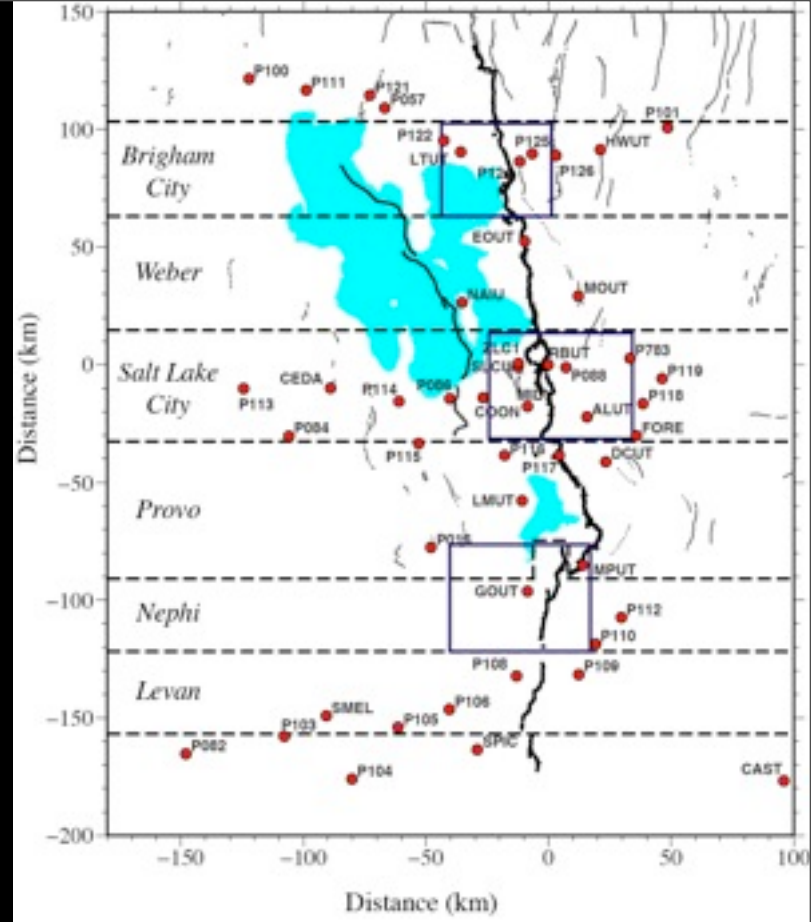 150
100
50
0
−50
−100
−150
−200
Distance (km)
−150
−100
−50
0
50
100
Distance (km)
Brigham
City
Weber
Salt Lake
City
Provo
Nephi
Levan
P100
P111
P121
P057
P101
P122
LTUT
P125
P126
HWUT
EOUT
MOUT
NAIU
ZLC1
RBUT
P088
P783
P119
P118
CEDA
P113
P114
P086
COON
ALUT
FORE
P084
P115
P116
P117
DCUT
LMUT
P016
MPUT
GOUT
P112
P110
P108
P109
P106
P105
SMEL
P103
P082
P104
SPIC
CAST